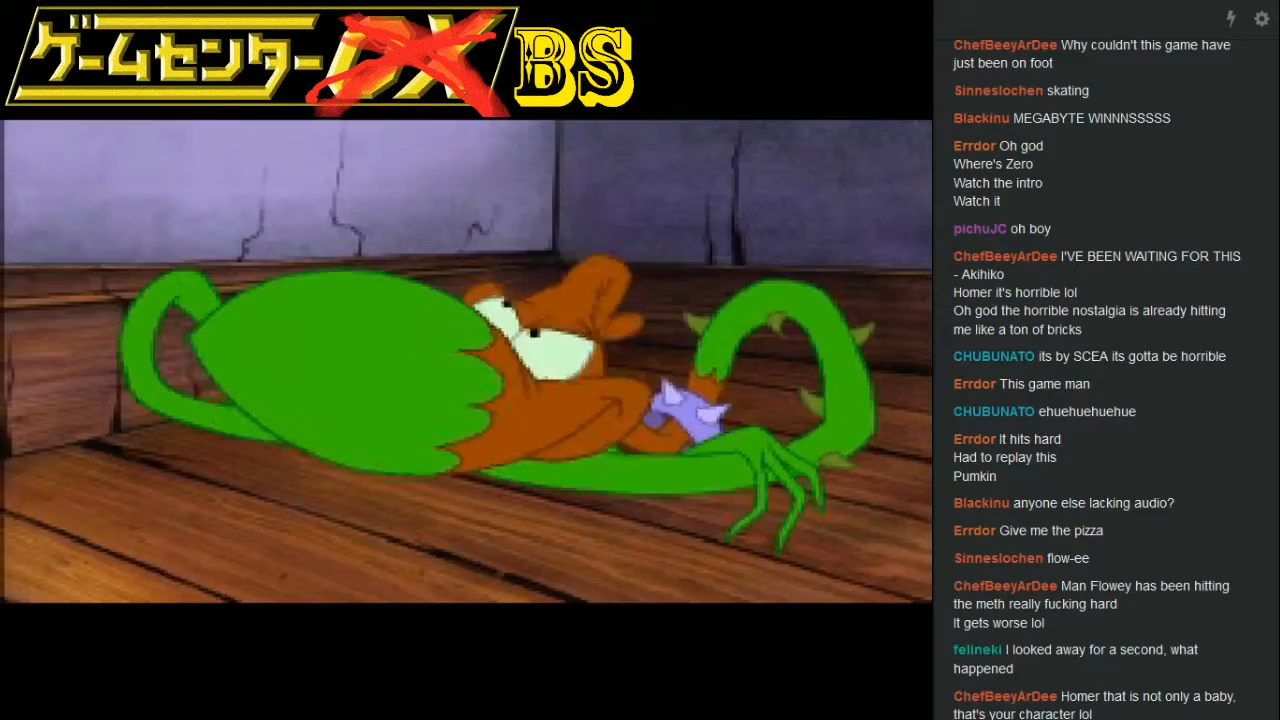 ゲームセンターDX BS
ChefBeeyArDee Why couldn't this game have
just been on foot
Sinneslochen skating
Blackinu MEGABYTE WINNNSSSSS
Errdor Oh god
Where's Zero
Watch the intro
Watch it
pichuJC oh boy
ChefBeeyArDee I'VE BEEN WAITING FOR THIS
- Akihiko
Homer it's horrible lol
Oh god the horrible nostalgia is already hitting
me like a ton of bricks
CHUBUNATO its by SCEA its gotta be horrible
Errdor This game man
CHUBUNATO ehuehuehuehue
Errdor It hits hard
Had to replay this
Pumkin
Blackinu anyone else lacking audio?
Errdor Give me the pizza
Sinneslochen flow-ee
ChefBeeyArDee Man Flowey has been hitting
the meth really fucking hard
It gets worse lol
felineki I looked away for a second, what
happened
ChefBeeyArDee Homer that is not only a baby,
that's your character lol